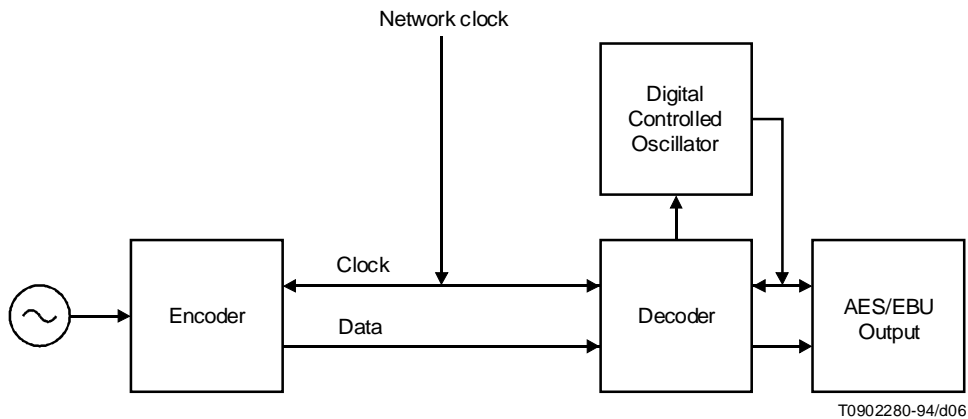 Network clock
Digital
Controlled
Oscillator
Clock
Encoder
Data
Decoder
AES/EBU
Output
T0902280-94/d06